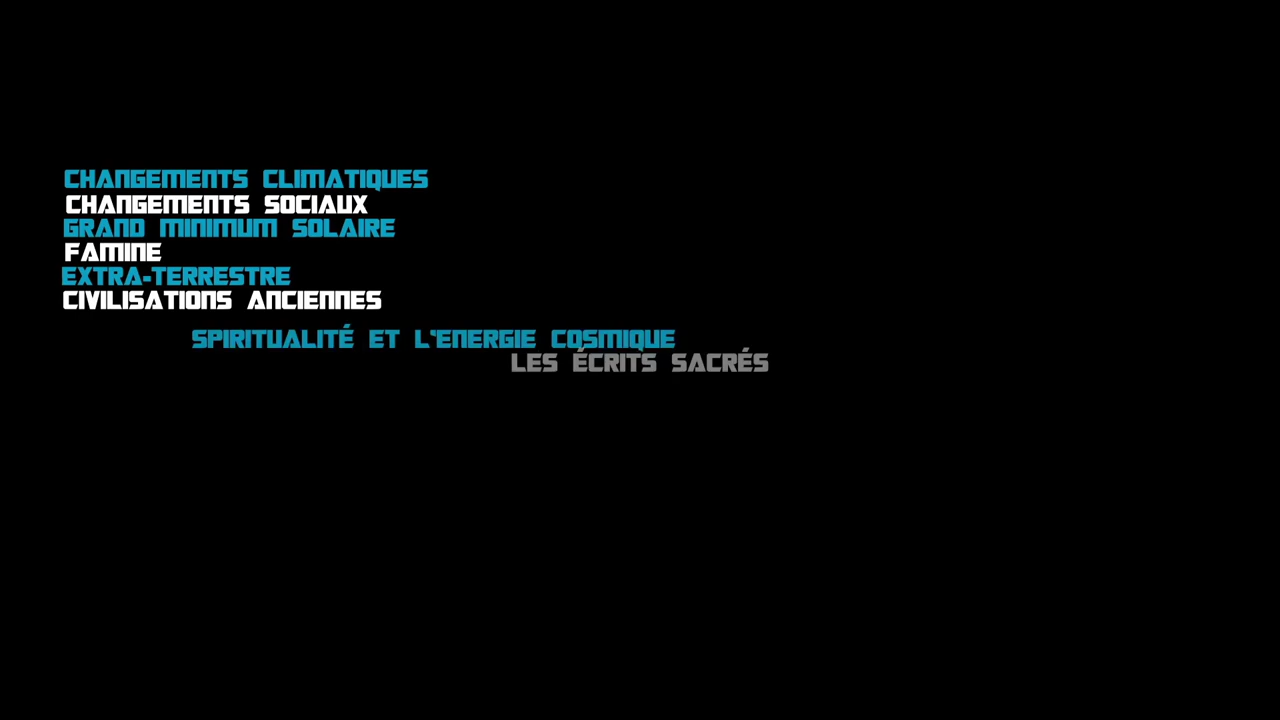 CHANGEMENTS CLIMATIQUES
CHANGEMENTS SOCIAUX
GRAND MINIMUM SOLAIRE
FAMINE
EXTRA-TERRESTRE
CIVILISATIONS ANCIENNES
SPIRITUALITÉ ET L'ENERGIE COSMIQUE
LES ÉCRITS SACRÉS